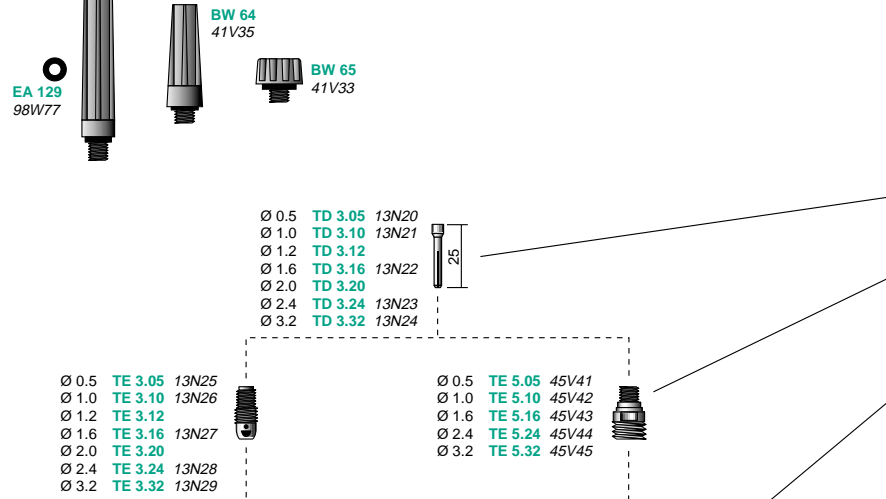 BW 64
41V35
BW 65
41V33
EA 129
98W77
Ø 0.5 TD 3.05 13N20
Ø 1.0 TD 3.10 13N21
Ø 1.2 TD 3.12
Ø 1.6 TD 3.16 13N22
Ø 2.0 TD 3.20
Ø 2.4 TD 3.24 13N23
Ø 3.2 TD 3.32 13N24
25
Ø 0.5 TE 3.05 13N25
Ø 1.0 TE 3.10 13N26
Ø 1.2 TE 3.12
Ø 1.6 TE 3.16 13N27
Ø 2.0 TE 3.20
Ø 2.4 TE 3.24 13N28
Ø 3.2 TE 3.32 13N29
Ø 0.5 TE 5.05 45V41
Ø 1.0 TE 5.10 45V42
Ø 1.6 TE 5.16 45V43
Ø 2.4 TE 5.24 45V44
Ø 3.2 TE 5.32 45V45